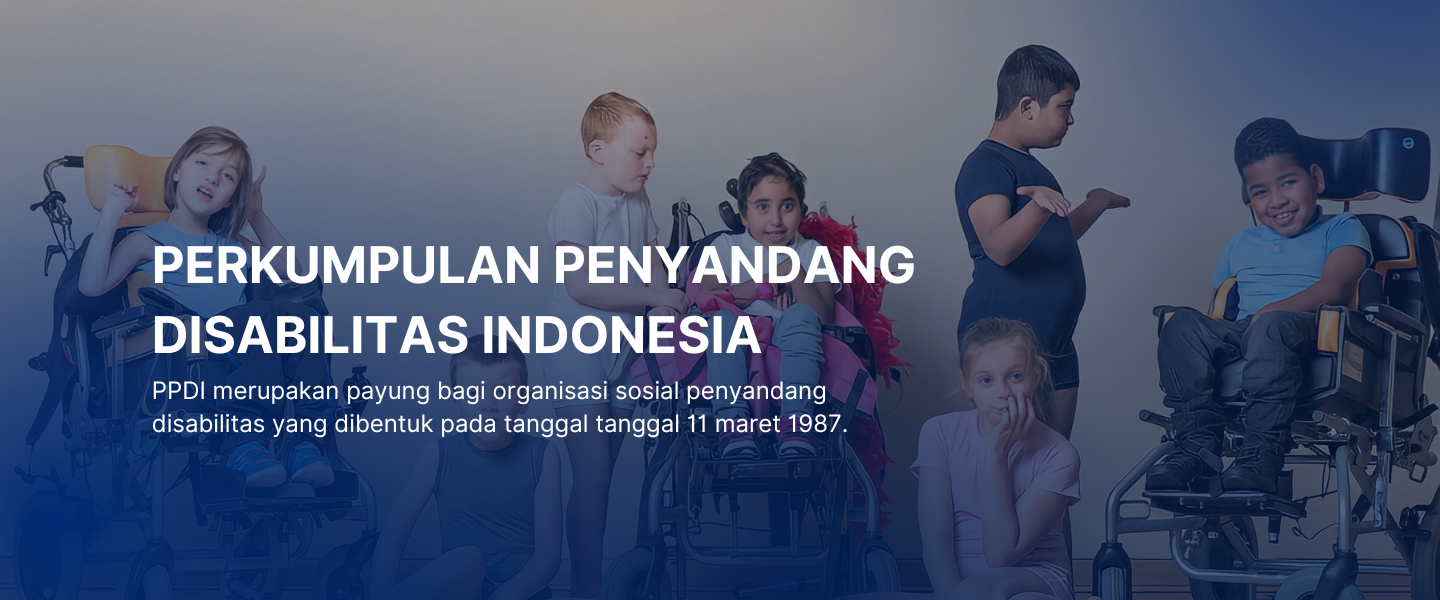 PERKUMPULAN PENYANDANG
DISABILITAS INDONESIA
PPDI merupakan payung bagi organisasi sosial penyandang
disabilitas yang dibentuk pada tanggal tanggal 11 maret 1987.